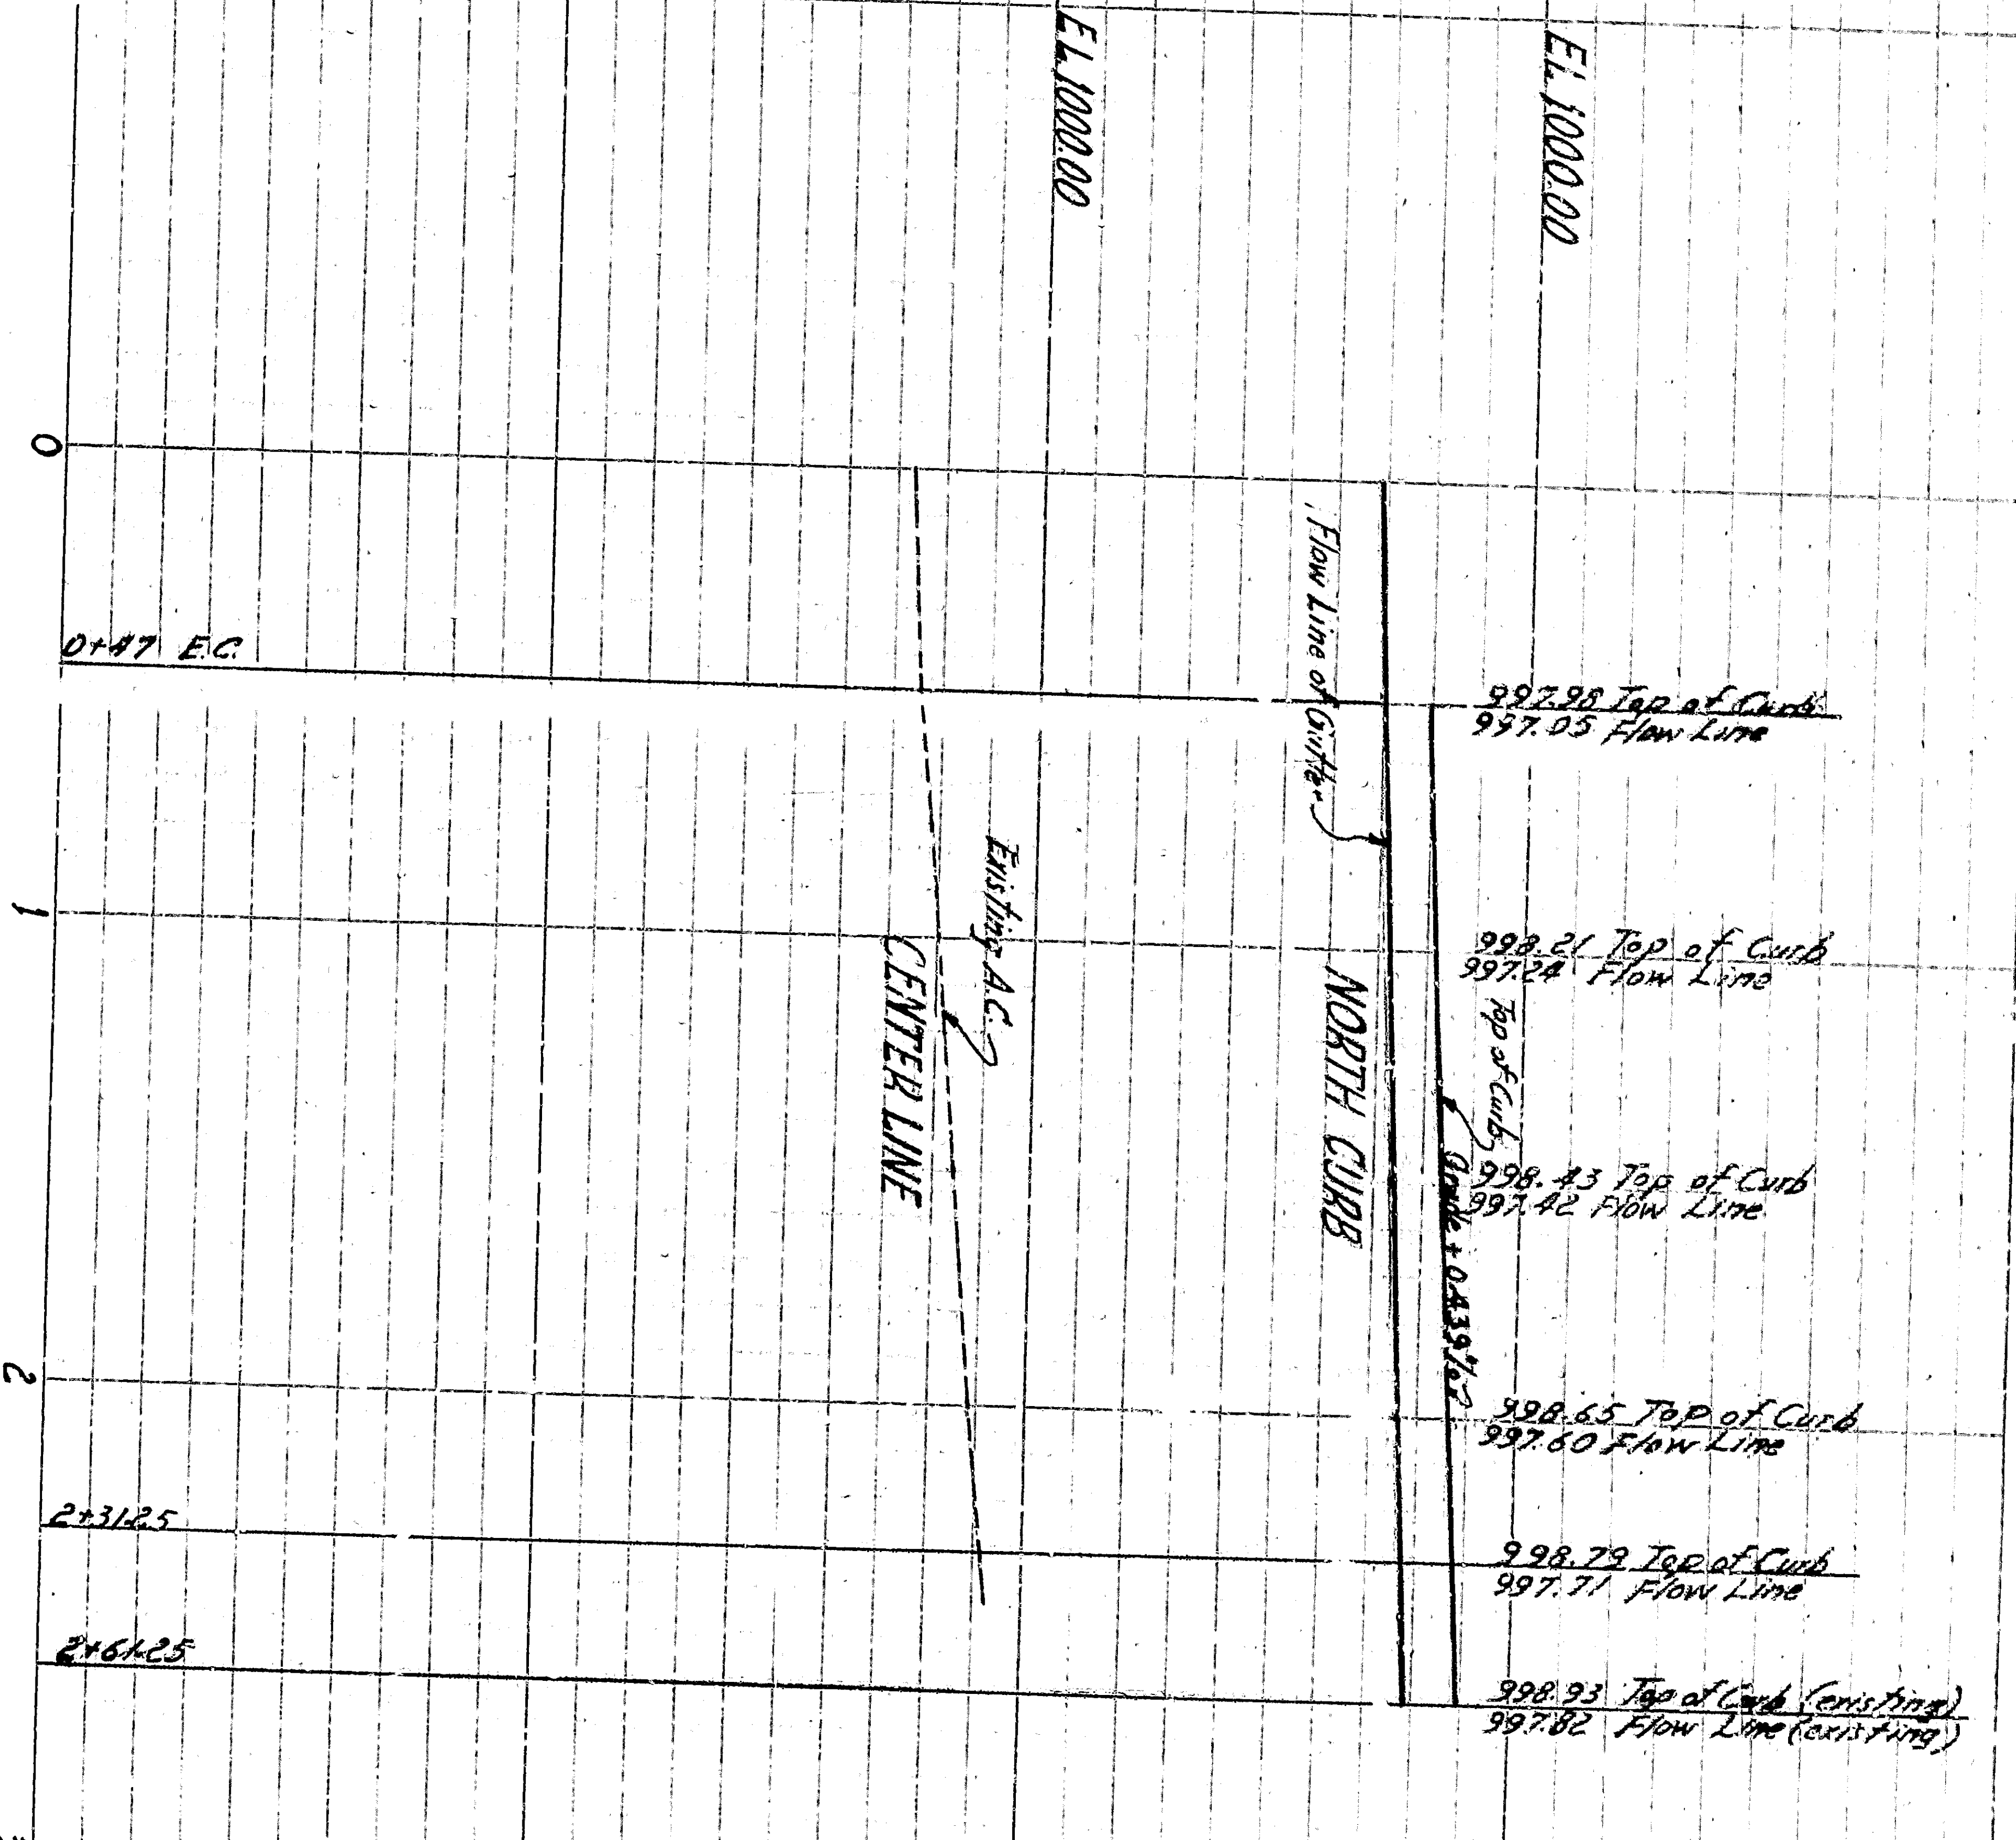 EL. 1000.00
EL. 1000.00
0
Flow Line of Gutter
0+47 E.C.
997.98 Top of Curb
997.05 Flow Line
Existing A.C.
1
998.21 Top of Curb
997.24 Flow Line
CENTER LINE
NORTH CURB
Top of Curb
998.43 Top of Curb
997.42 Flow Line
Grade + 0.439%
2
998.65 Top of Curb
997.60 Flow Line
2+31.25
998.79 Top of Curb
997.71 Flow Line
2+61.25
998.93 Top of Curb (existing)
997.82 Flow Line (existing)